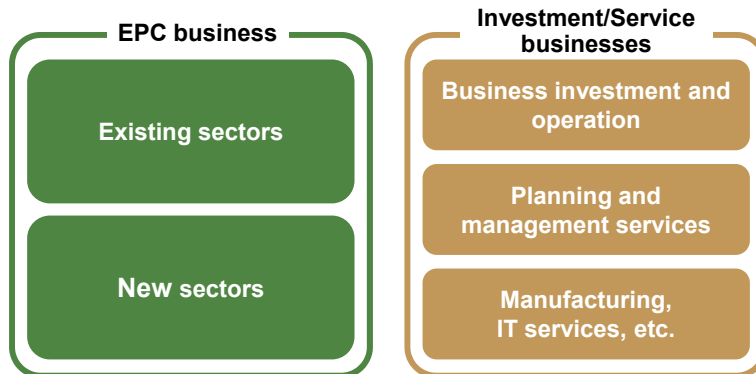 EPC business
Existing sectors
New sectors
Investment/Service
businesses
Business investment and
operation
Planning and
management services
Manufacturing,
IT services, etc.